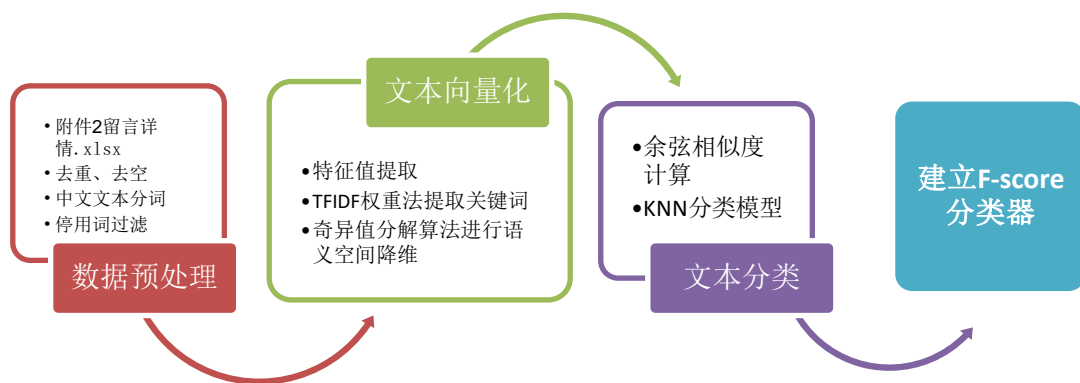 • 附件2留言详
情.xlsx
• 去重、去空
• 中文文本分词
• 停用词过滤
数据预处理
文本向量化
•特征值提取
•TFIDF权重法提取关键词
•奇异值分解算法进行语
义空间降维
•余弦相似度
计算
•KNN分类模型
文本分类
建立F-score
分类器